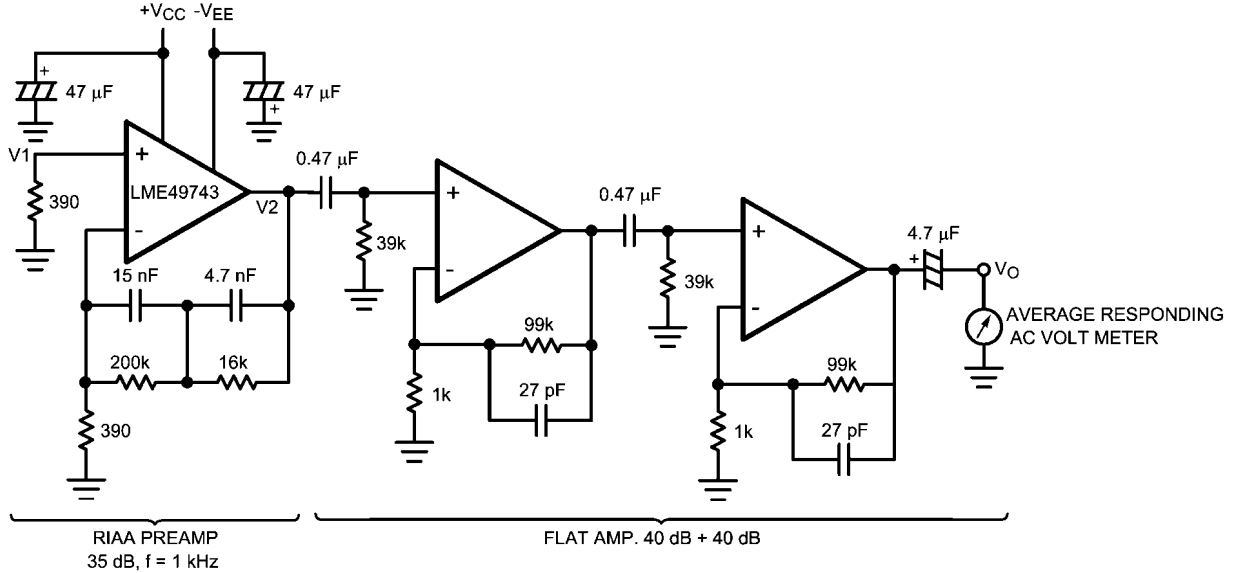 +VCC -VEE
+
47 µF
47 µF
+
V1
+
LME49743
-
V2
390
0.47 µF
39k
+
-
0.47 µF
39k
+
-
4.7 µF
+
VO
AVERAGE RESPONDING
AC VOLT METER
15 nF
4.7 nF
200k
16k
390
99k
1k
27 pF
99k
1k
27 pF
RIAA PREAMP
35 dB, f = 1 kHz
FLAT AMP. 40 dB + 40 dB